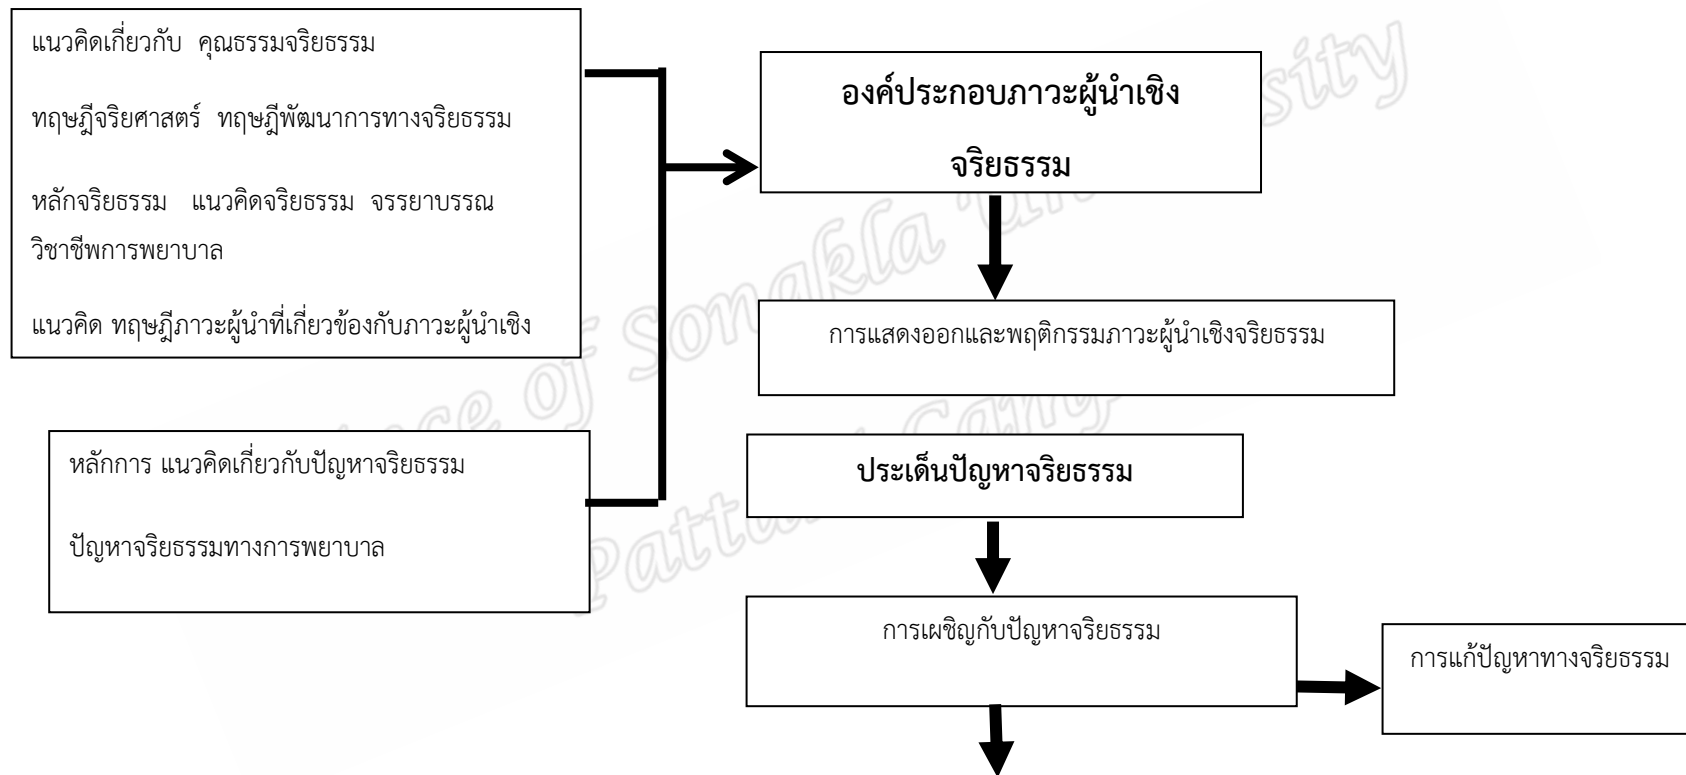 แนวคิดเกี่ยวกับ คุณธรรมจริยธรรม
ทฤษฎีจริยศาสตร์ ทฤษฎีพัฒนาการทางจริยธรรม
หลักจริยธรรม แนวคิดจริยธรรม จรรยาบรรณ
วิชาชีพการพยาบาล
แนวคิด ทฤษฎีภาวะผู้นำที่เกี่ยวข้องกับภาวะผู้นำเชิง
หลักการ แนวคิดเกี่ยวกับปัญหาจริยธรรม
ปัญหาจริยธรรมทางการพยาบาล
องค์ประกอบภาวะผู้นำเชิง
จริยธรรม
การแสดงออกและพฤติกรรมภาวะผู้นำเชิงจริยธรรม
ประเด็นปัญหาจริยธรรม
การเผชิญกับปัญหาจริยธรรม
การแก้ปัญหาทางจริยธรรม
of Songkla